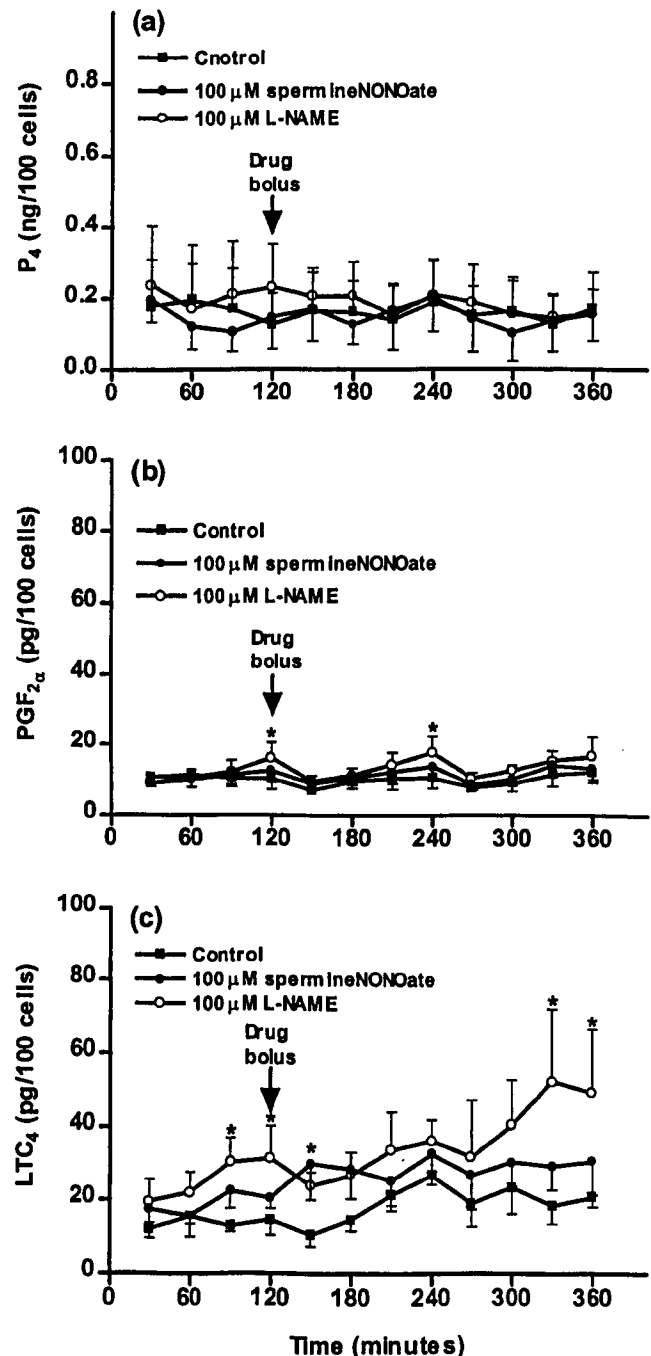 (a)
Cnotrol
100 μM spermineNONOate
100 μM L-NAME
Drug
bolus
P4 (ng/100 cells)
0.8
0.6
0.4
0.2
0.0
0 60 120 180 240 300 360
(b)
Control
100 μM spermineNONOate
100 μM L-NAME
Drug
bolus
* *
PGF2α (pg/100 cells)
100
80
60
40
20
0
0 60 120 180 240 300 360
(c)
Control
100 μM spermineNONOate
100 μM L-NAME
Drug
bolus
* * * * *
LTC4 (pg/100 cells)
100
80
60
40
20
0
0 60 120 180 240 300 360
Time (minutes)